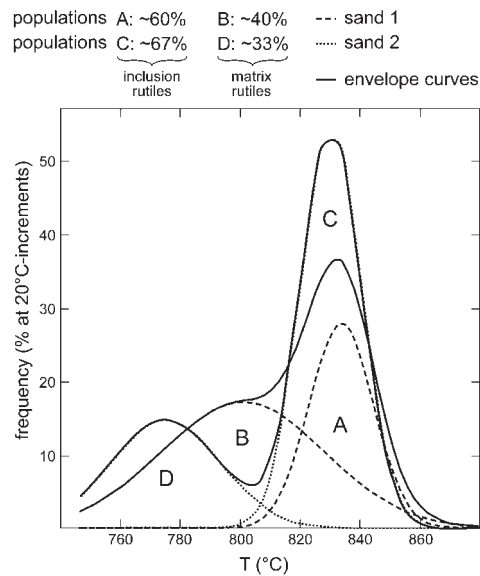 populations A: ~60% B: ~40% sand 1
populations C: ~67% D: ~33% sand 2
inclusion rutiles matrix rutiles envelope curves
frequency (% at 20°C-increments)
50
40
30
20
10
C
A
B
D
760 780 800 820 840 860
T (°C)